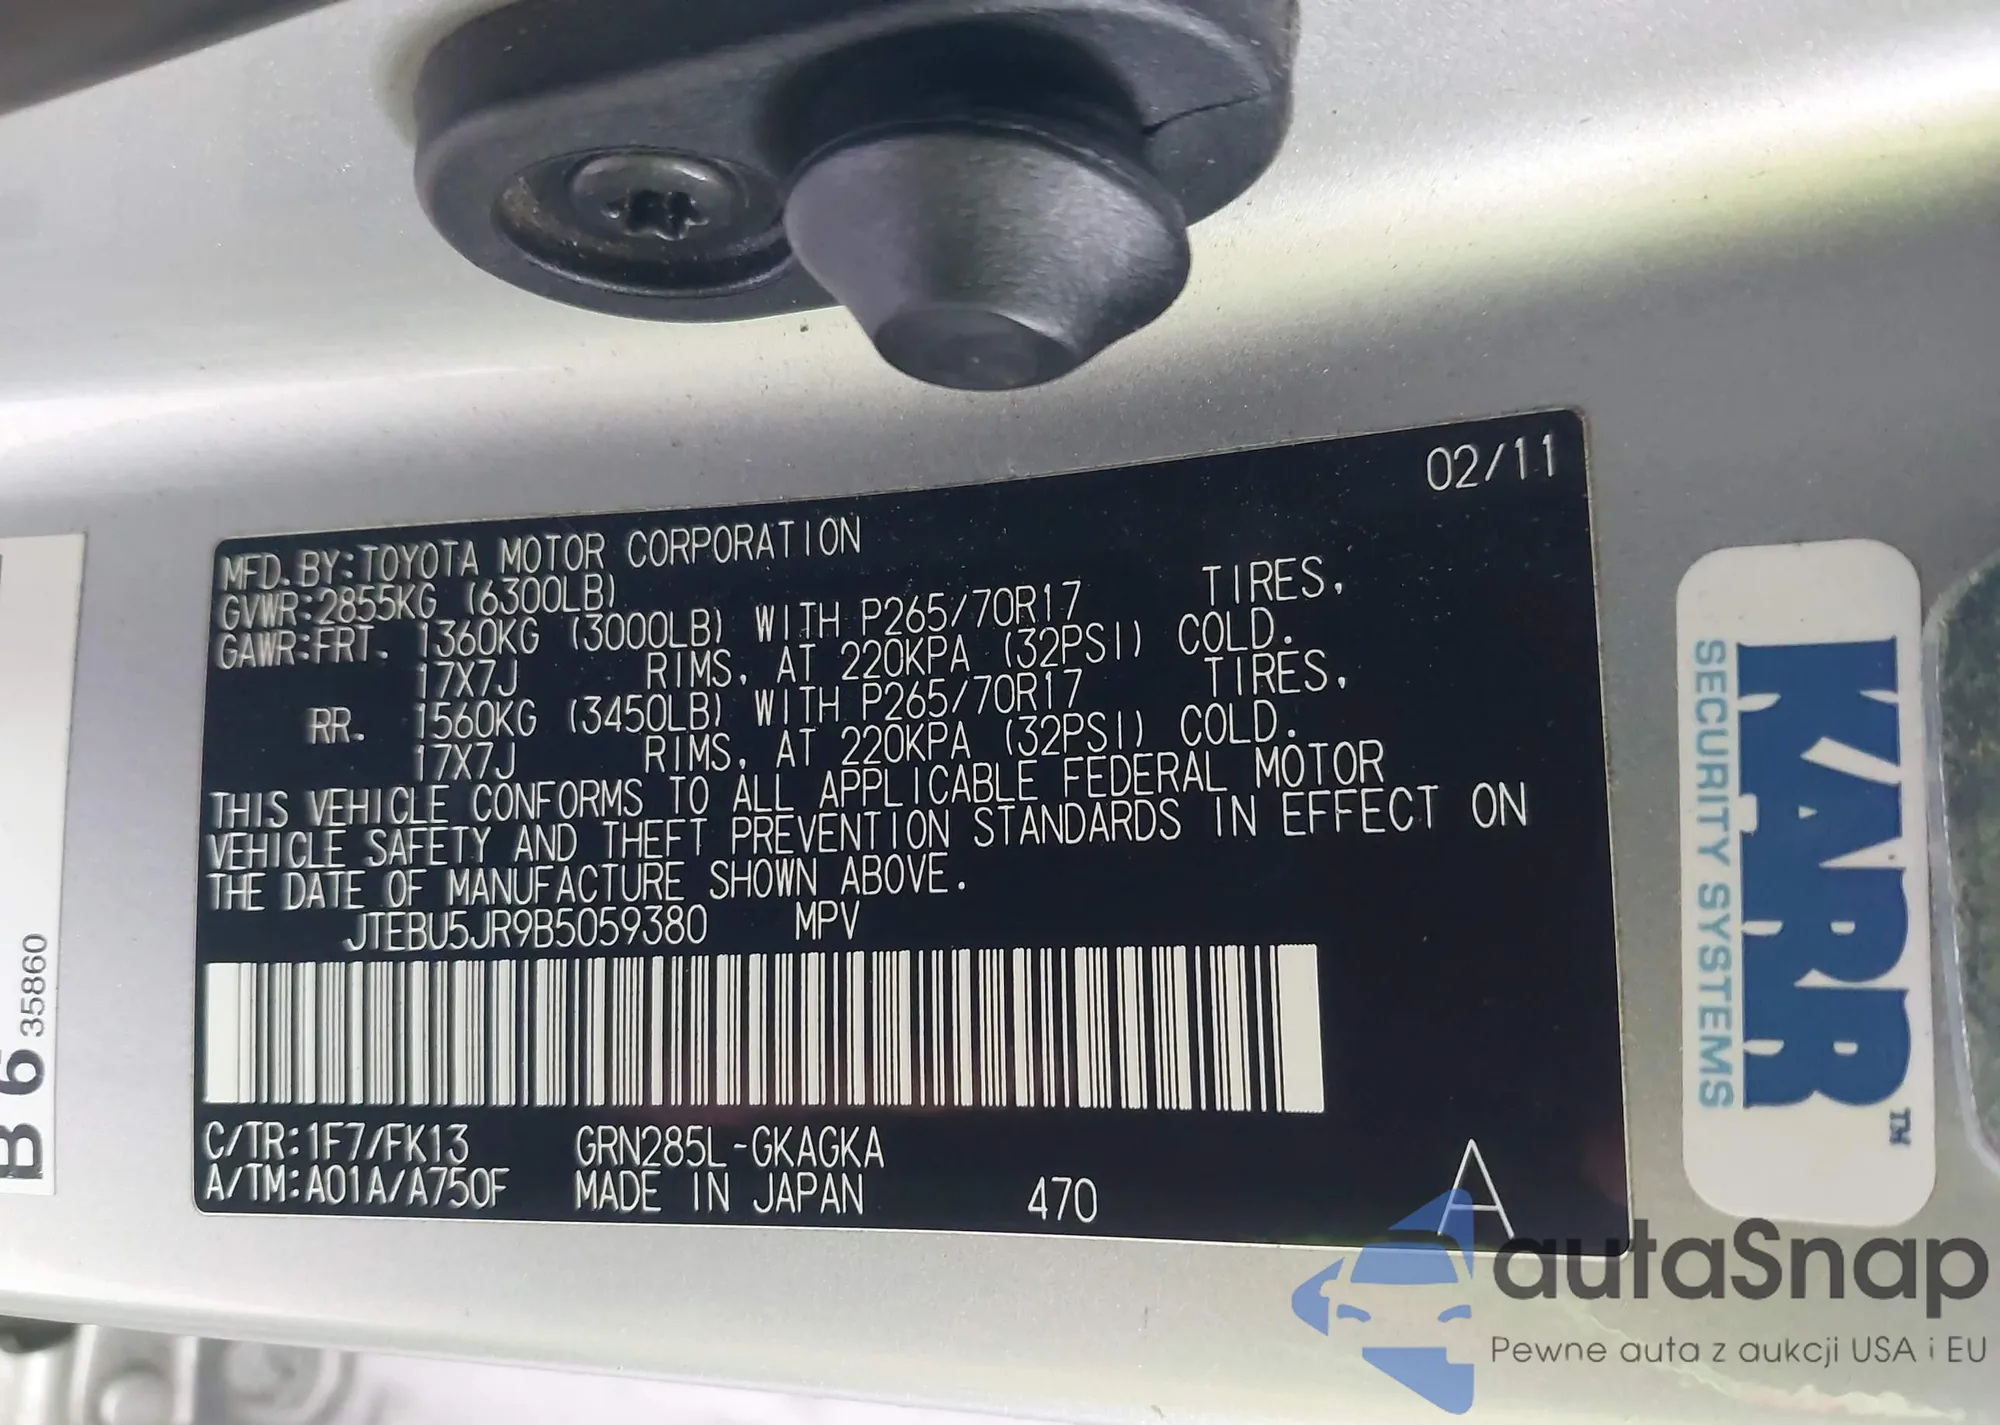 02/11
MFD. BY: TOYOTA MOTOR CORPORATION
GVWR: 2855KG (6300LB)
GAWR: FRT. 1360KG (3000LB) WITH P265/70R17 TIRES,
17X7J RIMS, AT 220KPA (32PSI) COLD.
RR. 1560KG (3450LB) WITH P265/70R17 TIRES,
17X7J RIMS, AT 220KPA (32PSI) COLD.
THIS VEHICLE CONFORMS TO ALL APPLICABLE FEDERAL MOTOR
VEHICLE SAFETY AND THEFT PREVENTION STANDARDS IN EFFECT ON
THE DATE OF MANUFACTURE SHOWN ABOVE.
JTEBU5JR9B5059380 MPV
C/TR: 1F7/FK13 GRN285L-GKAGKA
A/TM: A01A/A750F MADE IN JAPAN 470 A
B 6 35860
KARR™
SECURITY SYSTEMS
autaSnap
Pewne auta z aukcji USA i EU